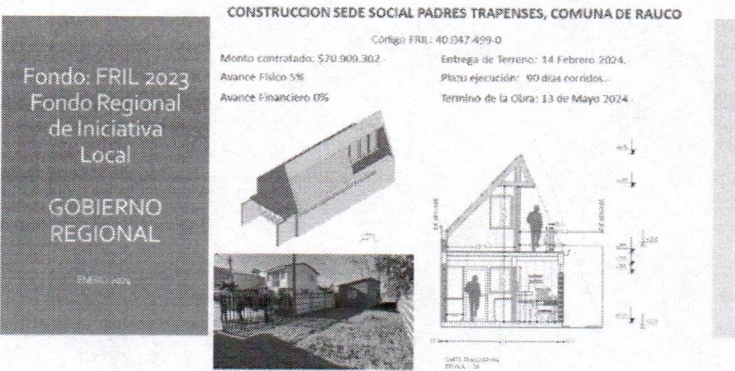 Fondo: FRIL 2023
Fondo Regional
de Iniciativa
Local
GOBIERNO
REGIONAL
ENERO 2024
CONSTRUCCION SEDE SOCIAL PADRES TRAPENSES, COMUNA DE RAUCO
Código FRIL: 40.047.499-0
Monto contratado: $70.909.302.-
Avance Físico 5%
Avance Financiero 0%
Entrega de Terreno: 14 Febrero 2024.
Plazo ejecución: 90 días corridos.-
Termino de la Obra: 13 de Mayo 2024.-